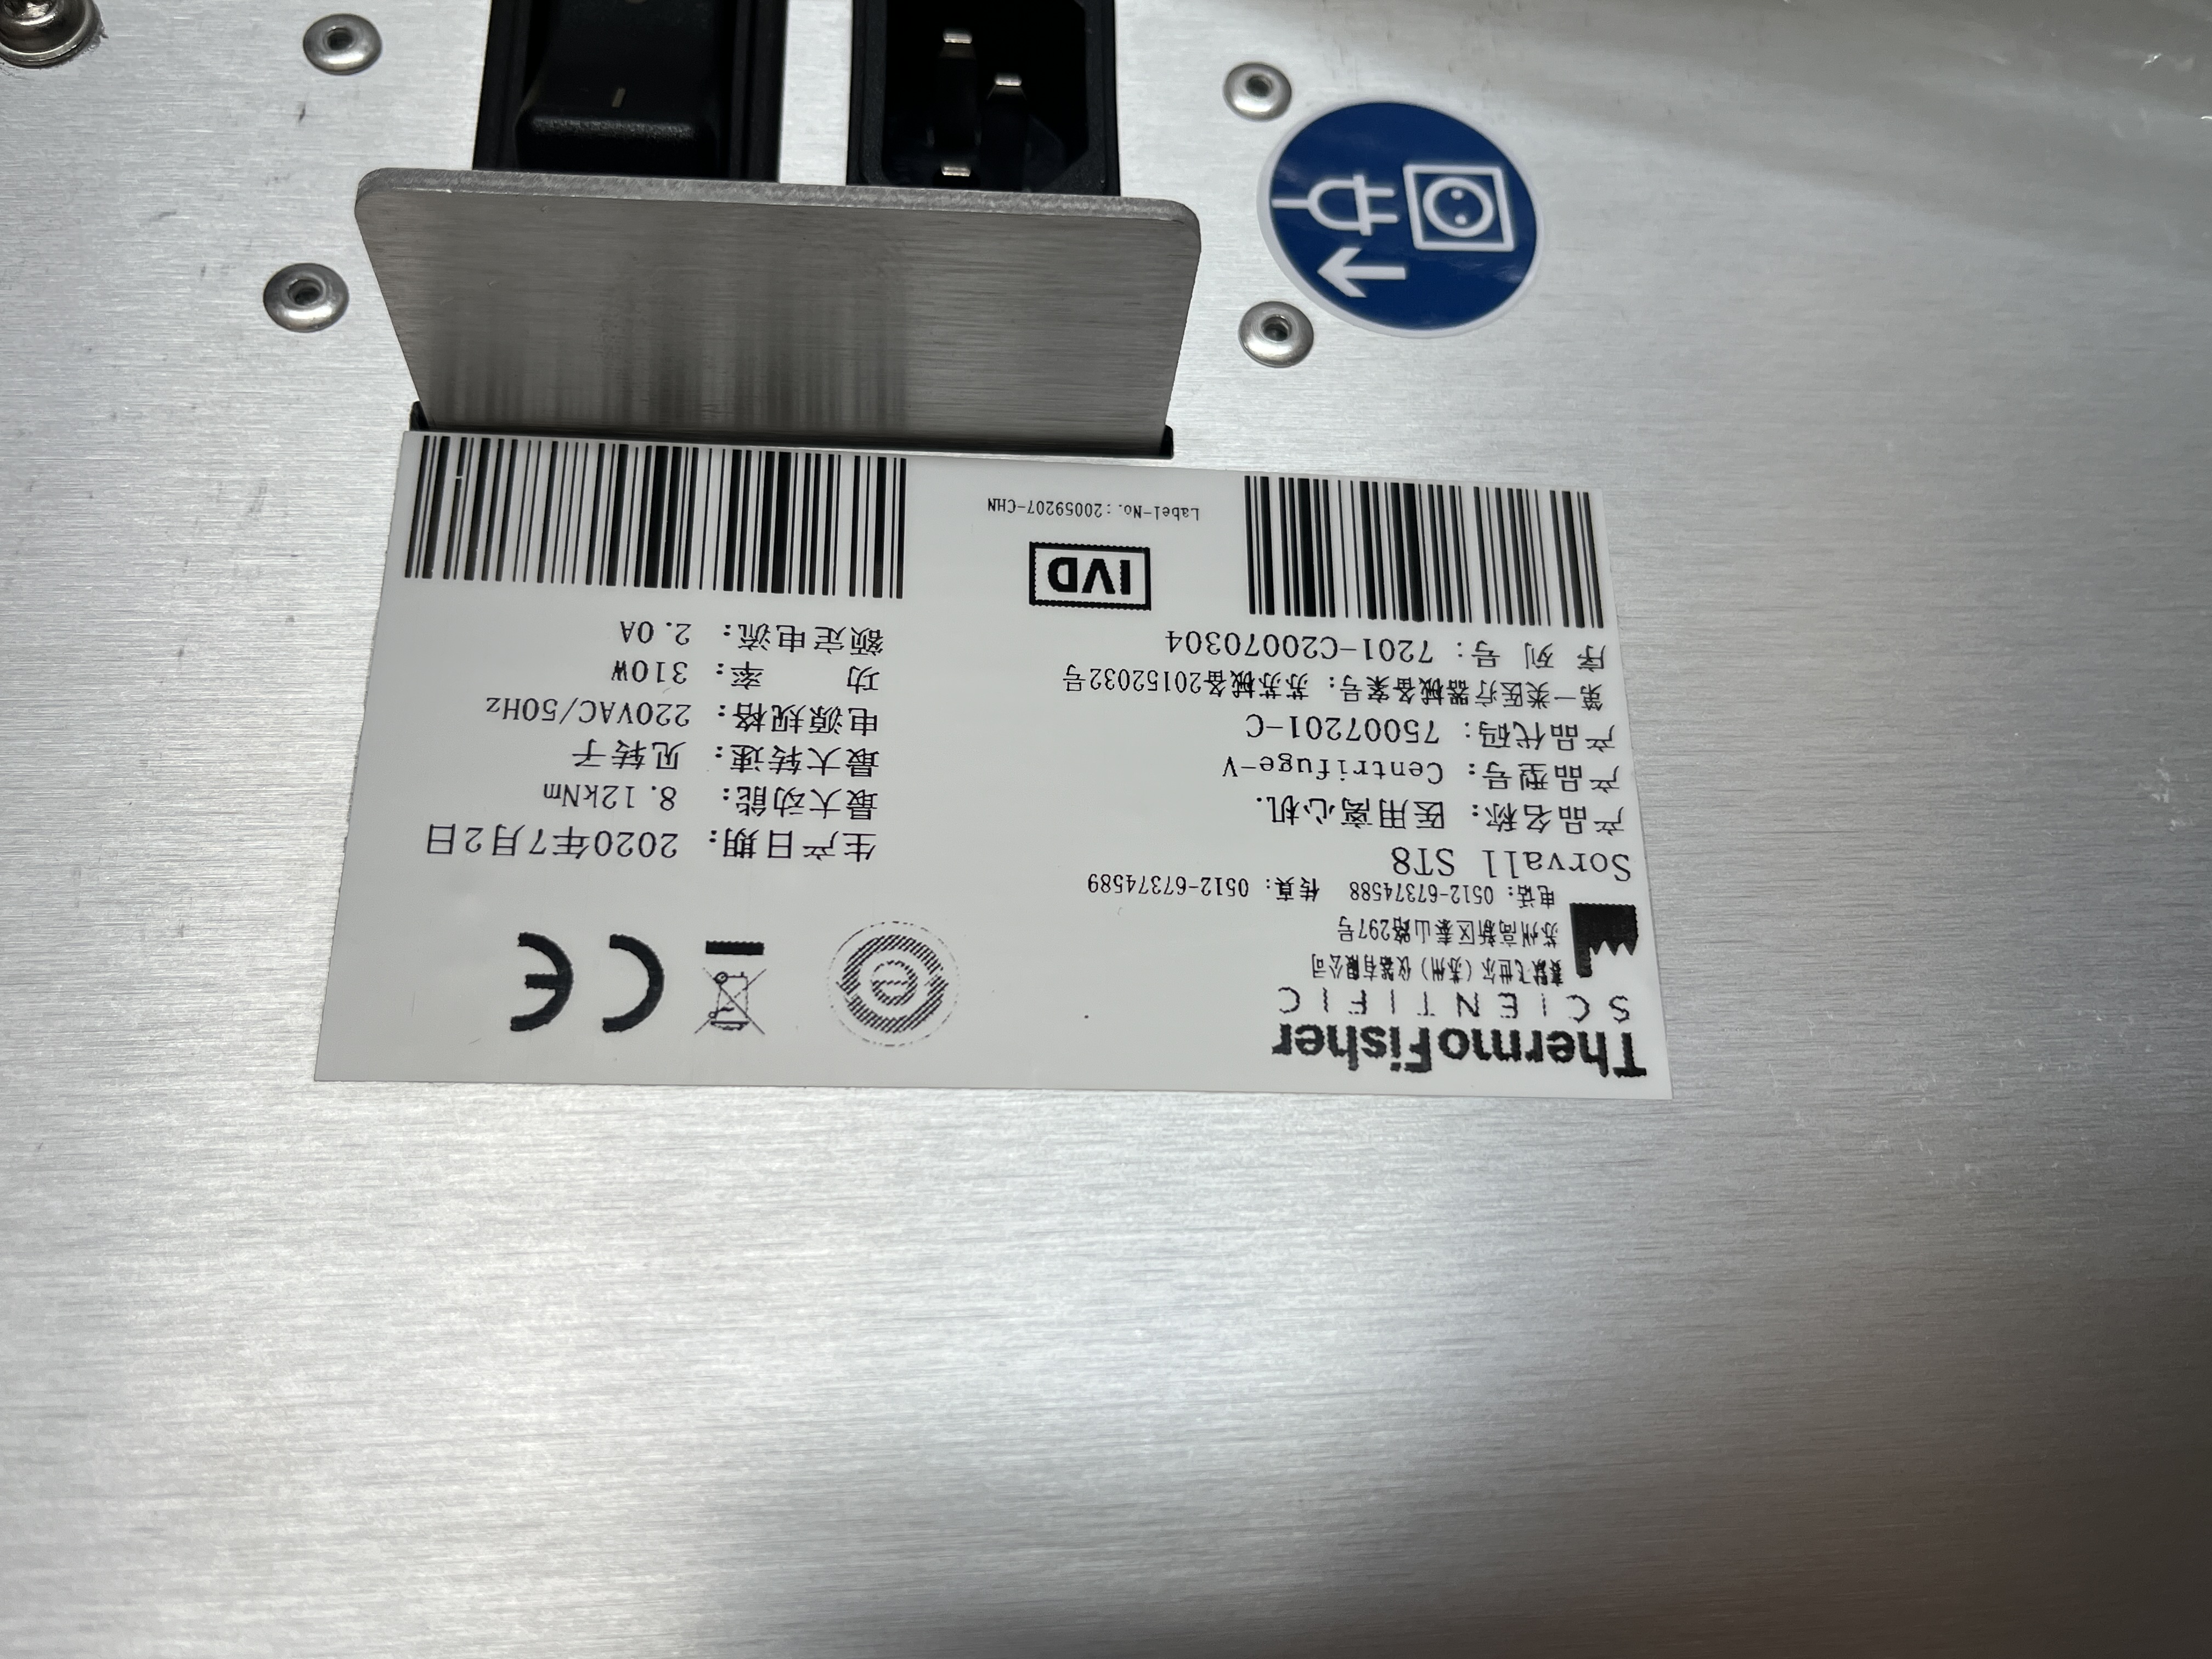 ThermoFisher
SCIENTIFIC
赛默飞世尔(苏州)仪器有限公司
苏州高新区泰山路297号
电话: 0512-67374588 传真: 0512-67374589
Sorvall ST8
产品名称: 医用离心机.
产品型号: Centrifuge-V
产品代码: 75007201-C
第一类医疗器械备案号: 苏苏械备20152032号
序 列 号: 7201-C20070304
CE
生产日期: 2020年7月2日
最大动能: 8.12kNm
最大转速: 见转子
电源规格: 220VAC/50Hz
功 率: 310W
额定电流: 2.0A
IVD
Label-No.:20059207-CHN